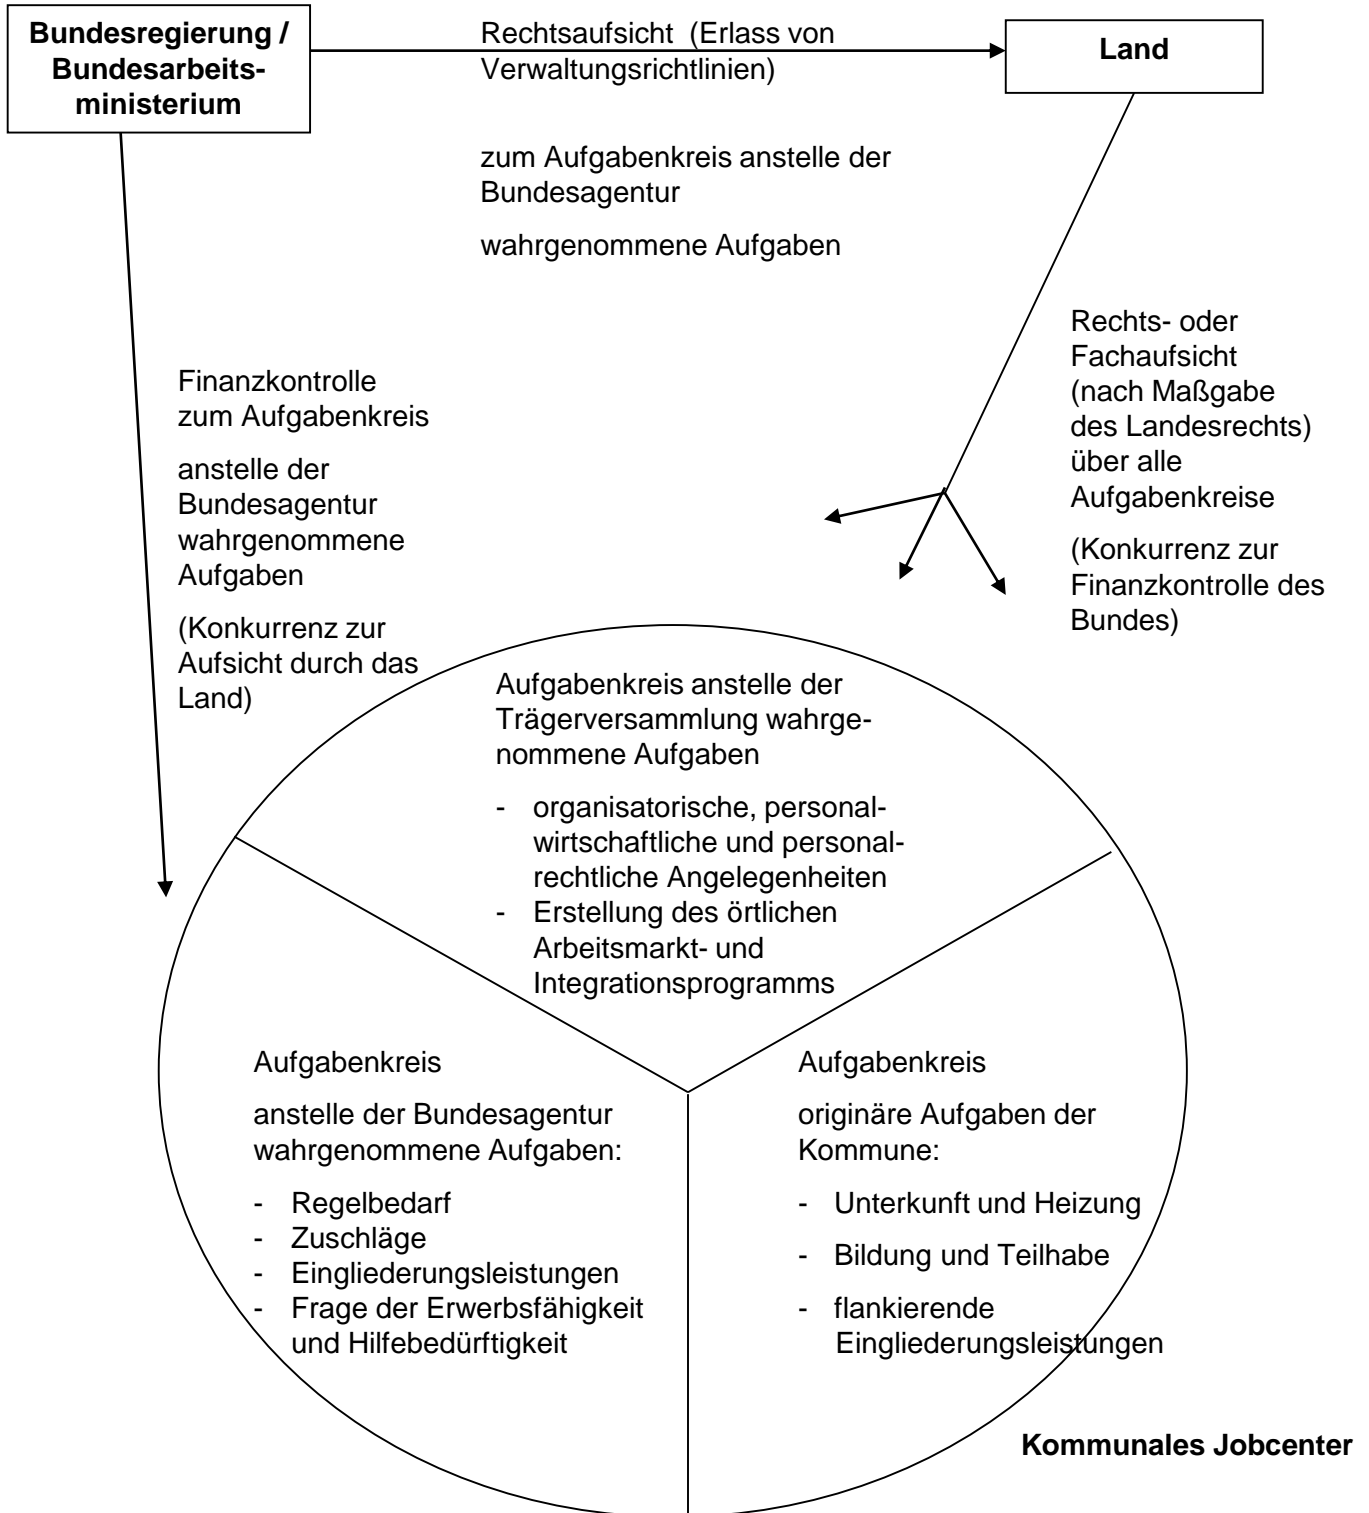 Bundesregierung /
Bundesarbeits-
ministerium
Rechtsaufsicht (Erlass von
Verwaltungsrichtlinien)
Land
zum Aufgabenkreis anstelle der
Bundesagentur
wahrgenommene Aufgaben
Finanzkontrolle
zum Aufgabenkreis
anstelle der
Bundesagentur
wahrgenommene
Aufgaben
(Konkurrenz zur
Aufsicht durch das
Land)
Rechts- oder
Fachaufsicht
(nach Maßgabe
des Landesrechts)
über alle
Aufgabenkreise
(Konkurrenz zur
Finanzkontrolle des
Bundes)
Aufgabenkreis anstelle der
Trägerversammlung wahrge-
nommene Aufgaben
- organisatorische, personal-
wirtschaftliche und personal-
rechtliche Angelegenheiten
- Erstellung des örtlichen
Arbeitsmarkt- und
Integrationsprogramms
Aufgabenkreis
anstelle der Bundesagentur
wahrgenommene Aufgaben:
- Regelbedarf
- Zuschläge
- Eingliederungsleistungen
- Frage der Erwerbsfähigkeit
und Hilfebedürftigkeit
Aufgabenkreis
originäre Aufgaben der
Kommune:
- Unterkunft und Heizung
- Bildung und Teilhabe
- flankierende
Eingliederungsleistungen
Kommunales Jobcenter